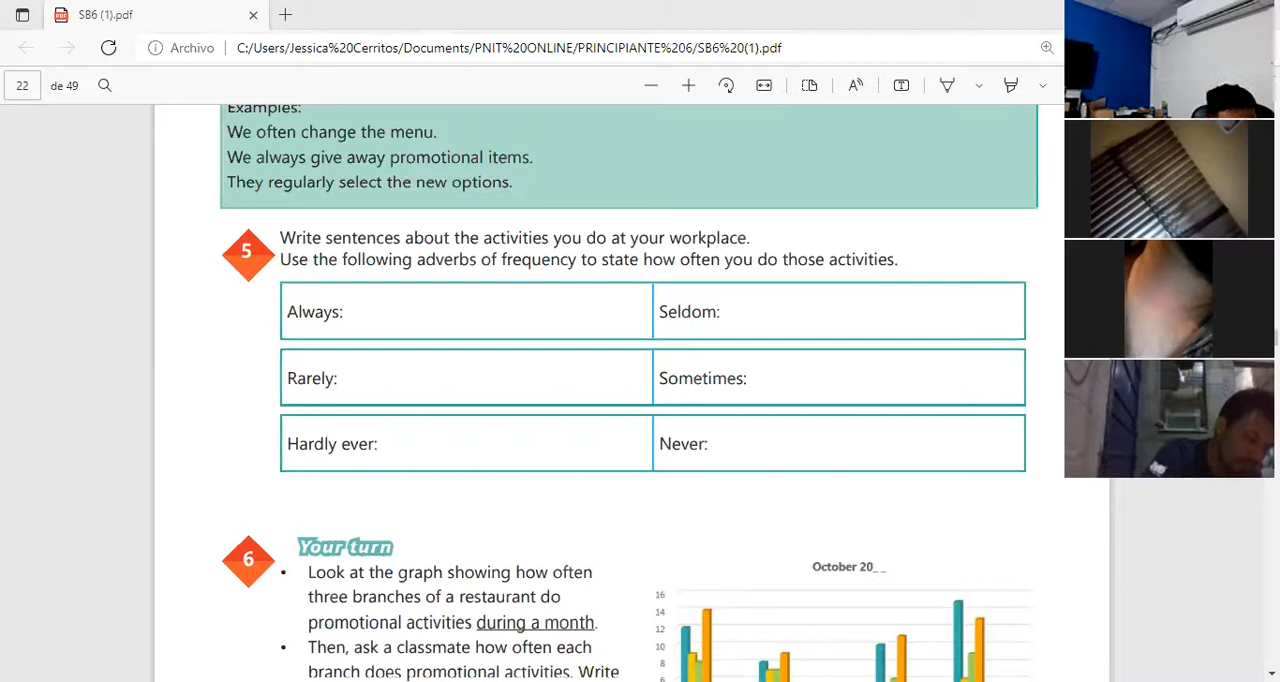 SB6 (1).pdf
Archivo
C:/Users/Jessica%20Cerritos/Documents/PNIT%20ONLINE/PRINCIPIANTE%206/SB6%20(1).pdf
22 de 49
Examples:
We often change the menu.
We always give away promotional items.
They regularly select the new options.
5
Write sentences about the activities you do at your workplace.
Use the following adverbs of frequency to state how often you do those activities.
Always:
Seldom:
Rarely:
Sometimes:
Hardly ever:
Never:
6
Your turn
• Look at the graph showing how often
three branches of a restaurant do
promotional activities during a month.
• Then, ask a classmate how often each
branch does promotional activities. Write
October 20_ _
16
14
12
10
8
6